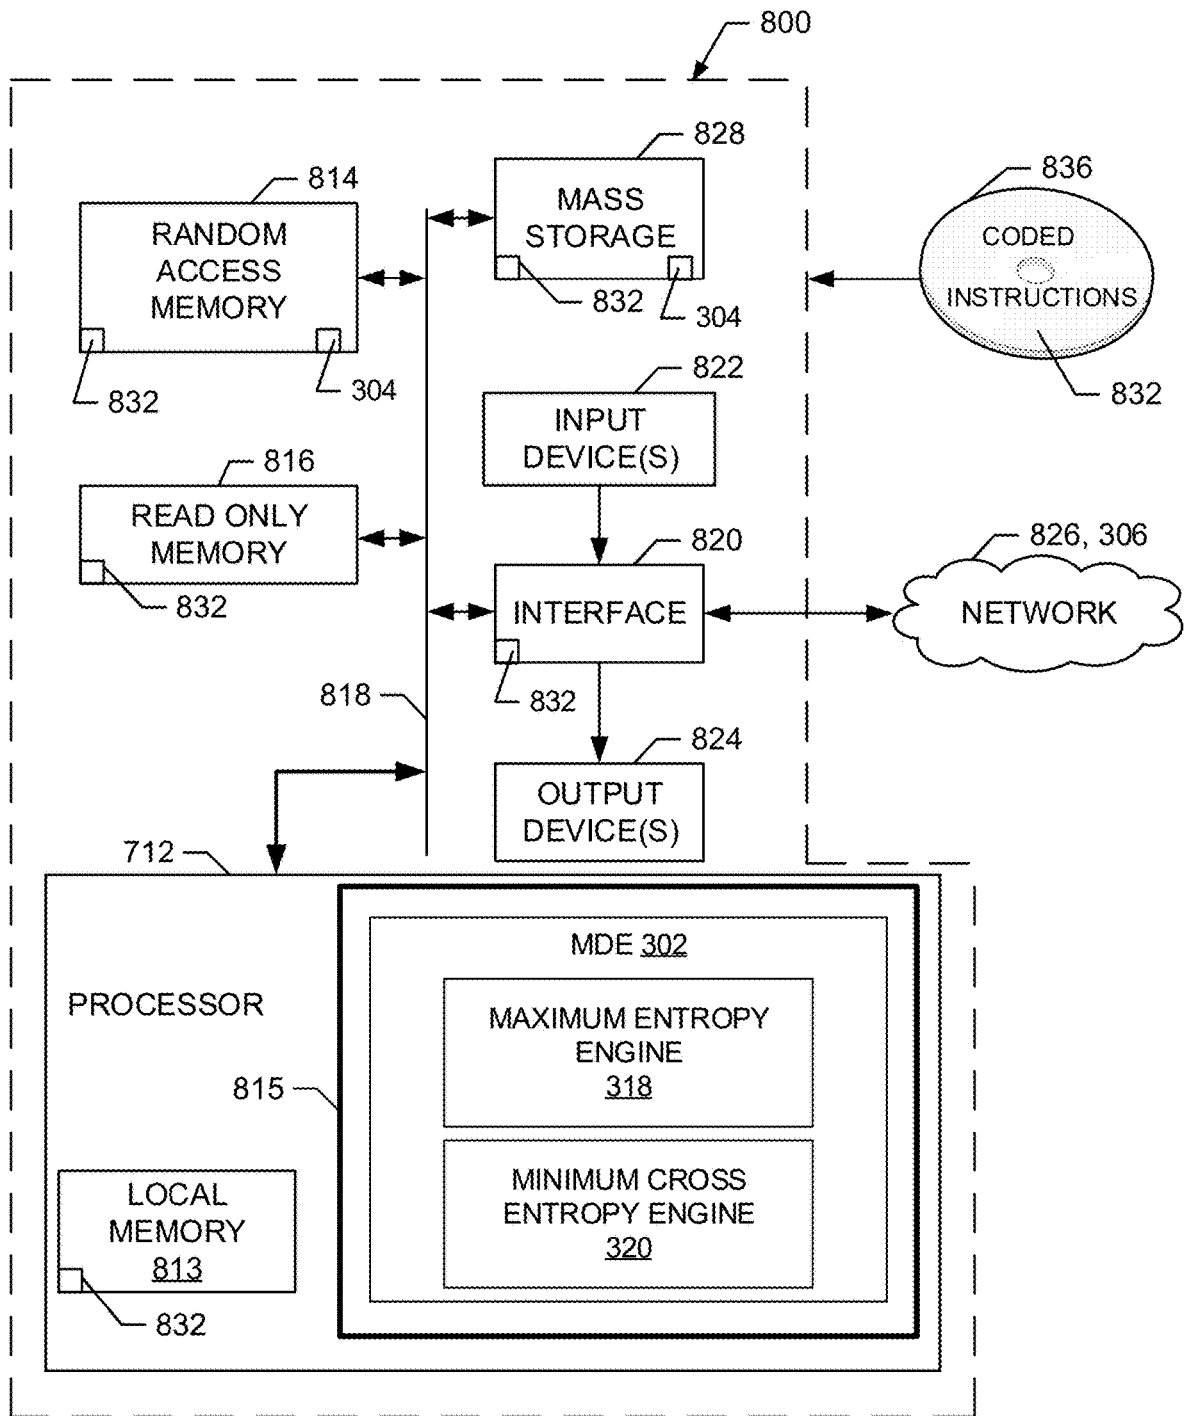 800
828
MASS
STORAGE
832
304
814
RANDOM
ACCESS
MEMORY
832
304
836
CODED
INSTRUCTIONS
832
822
INPUT
DEVICE(S)
816
READ ONLY
MEMORY
832
820
INTERFACE
832
826, 306
NETWORK
818
824
OUTPUT
DEVICE(S)
712
PROCESSOR
815
MDE 302
MAXIMUM ENTROPY
ENGINE
318
MINIMUM CROSS
ENTROPY ENGINE
320
LOCAL
MEMORY
813
832